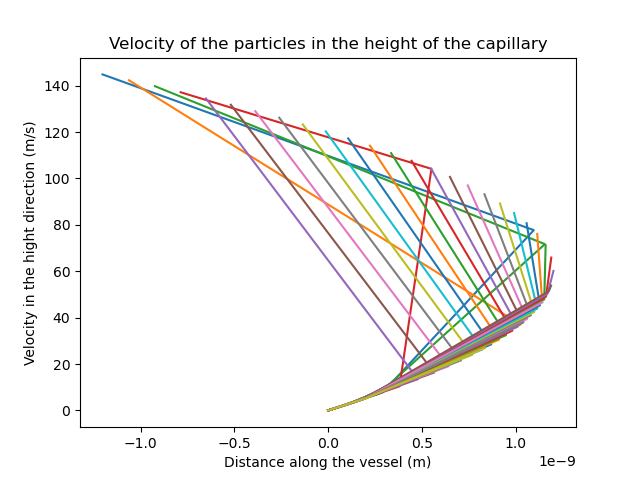 Velocity of the particles in the height of the capillary
Velocity in the hight direction (m/s)
140
120
100
80
60
40
20
0
−1.0 −0.5 0.0 0.5 1.0
1e−9
Distance along the vessel (m)